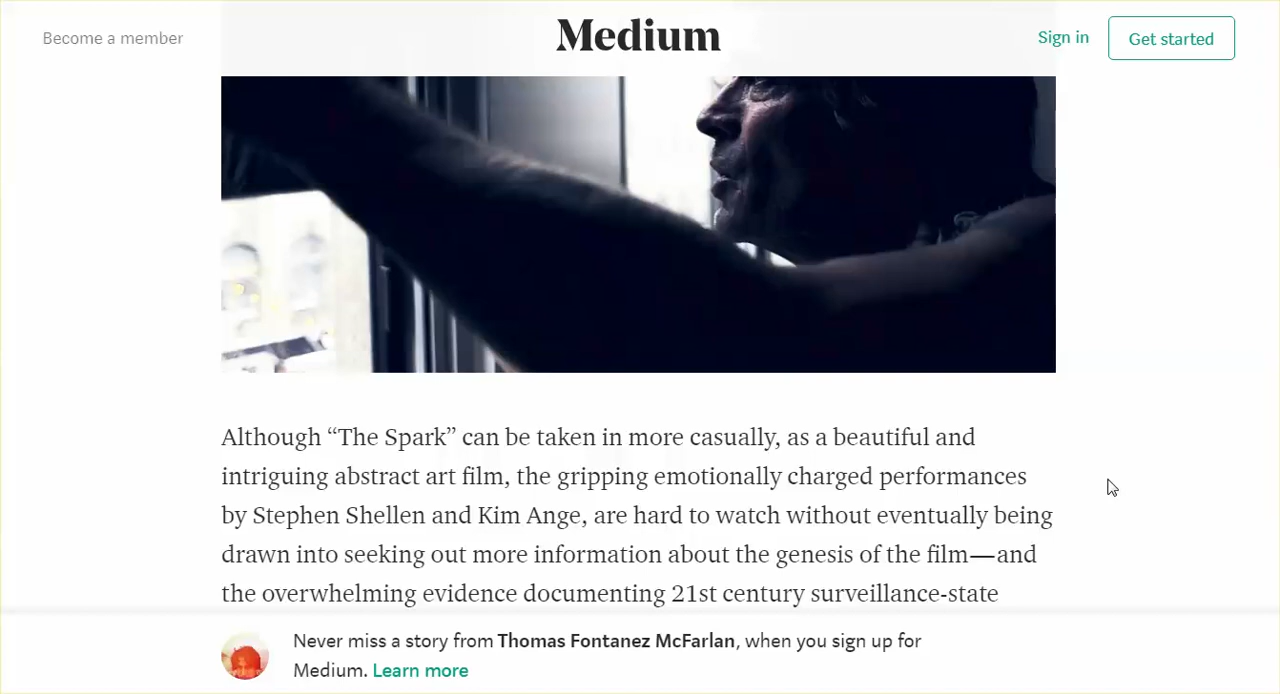 Become a member
Medium
Sign in
Get started
Although “The Spark” can be taken in more casually, as a beautiful and
intriguing abstract art film, the gripping emotionally charged performances
by Stephen Shellen and Kim Ange, are hard to watch without eventually being
drawn into seeking out more information about the genesis of the film—and
the overwhelming evidence documenting 21st century surveillance-state
Never miss a story from Thomas Fontanez McFarlan, when you sign up for
Medium. Learn more